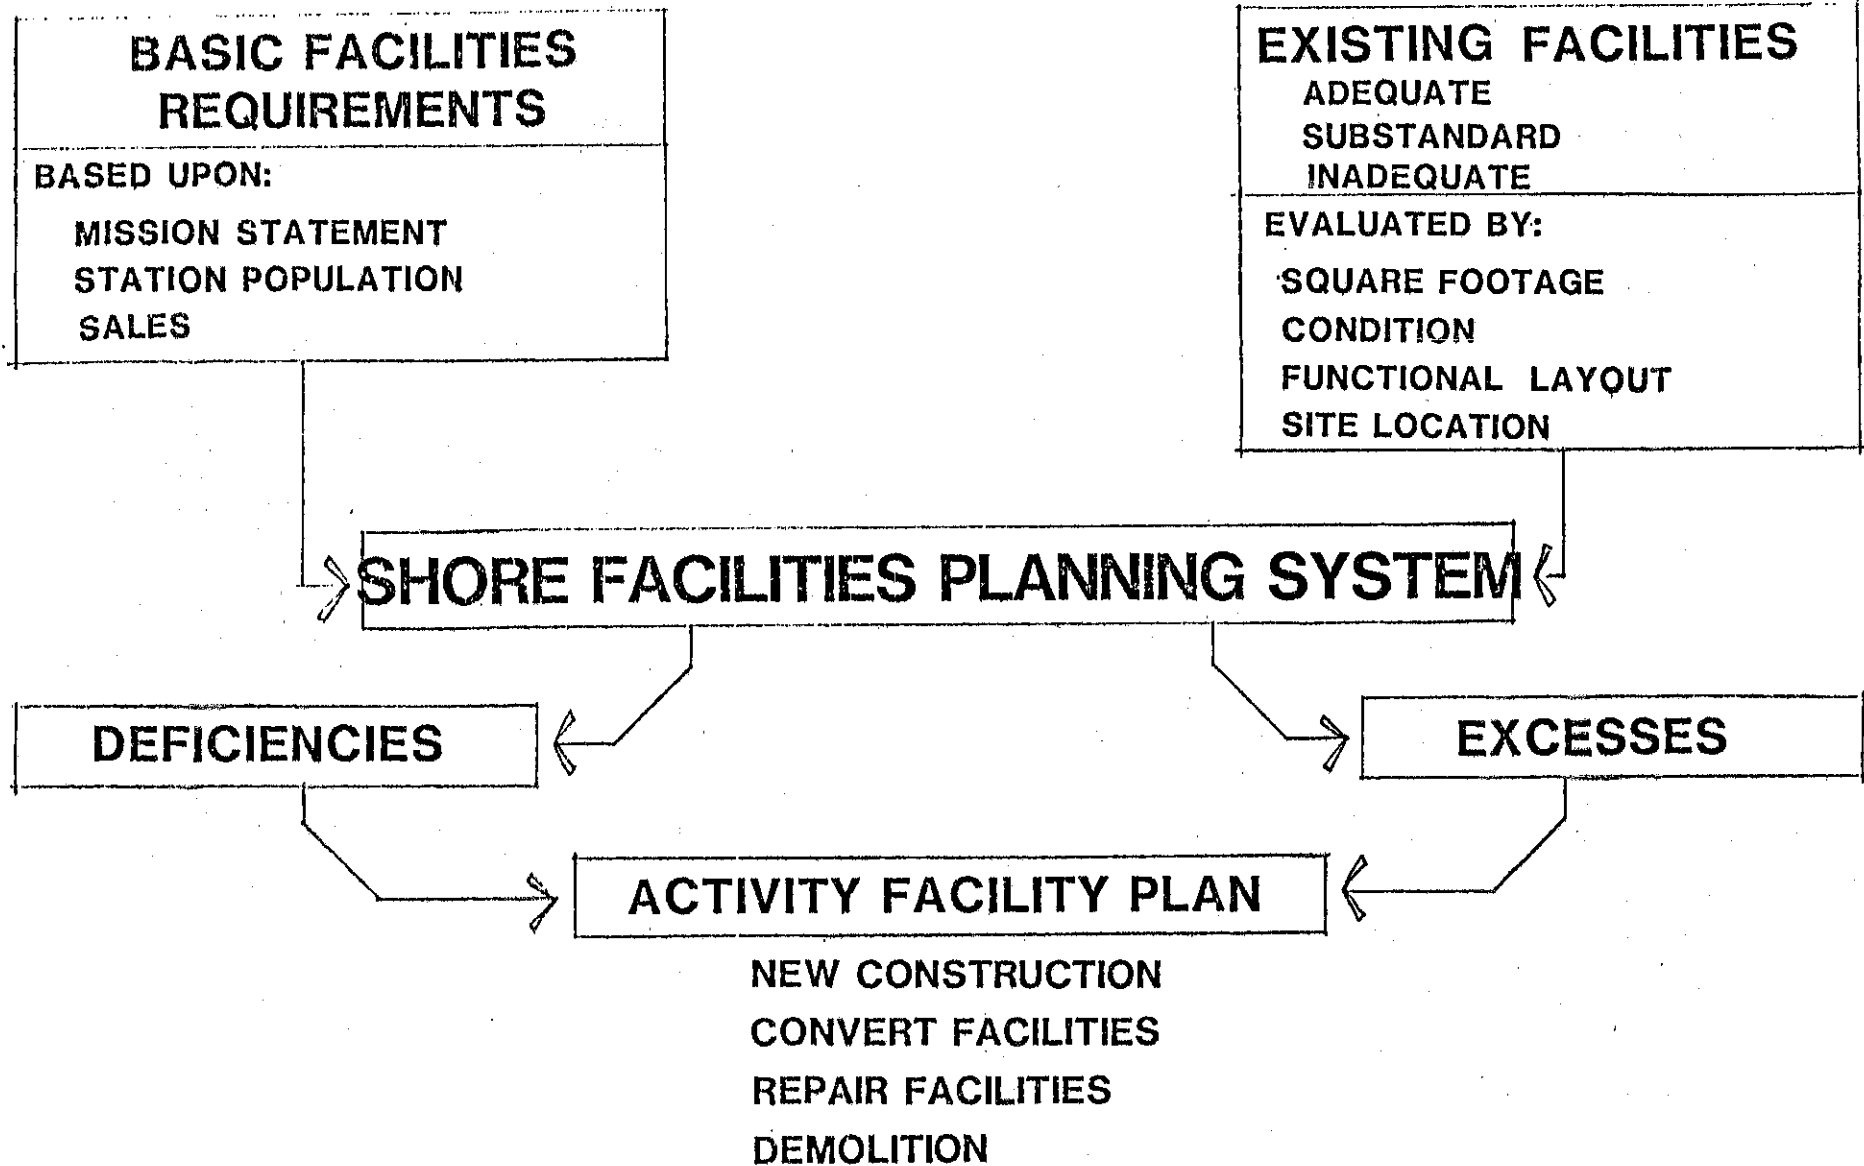 BASIC FACILITIES
REQUIREMENTS
BASED UPON:
MISSION STATEMENT
STATION POPULATION
SALES
EXISTING FACILITIES
ADEQUATE
SUBSTANDARD
INADEQUATE
EVALUATED BY:
SQUARE FOOTAGE
CONDITION
FUNCTIONAL LAYOUT
SITE LOCATION
SHORE FACILITIES PLANNING SYSTEM
DEFICIENCIES
EXCESSES
ACTIVITY FACILITY PLAN
NEW CONSTRUCTION
CONVERT FACILITIES
REPAIR FACILITIES
DEMOLITION